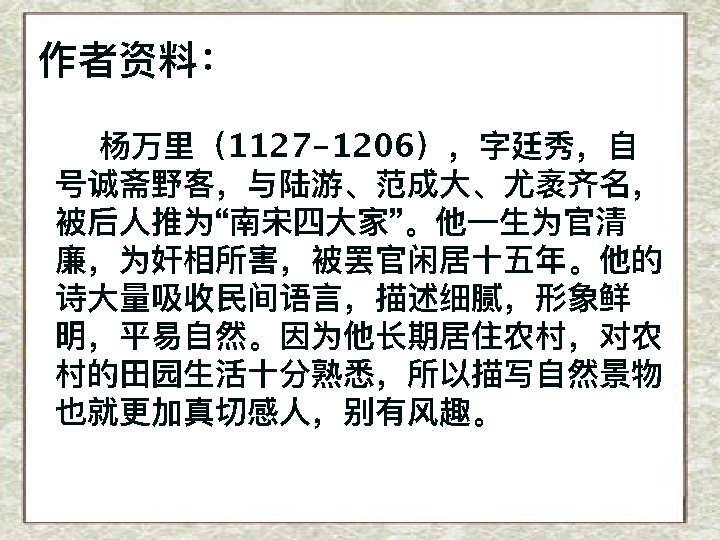 作者资料：
杨万里（1127-1206），字廷秀，自
号诚斋野客，与陆游、范成大、尤袤齐名，
被后人推为“南宋四大家”。他一生为官清
廉，为奸相所害，被罢官闲居十五年。他的
诗大量吸收民间语言，描述细腻，形象鲜
明，平易自然。因为他长期居住农村，对农
村的田园生活十分熟悉，所以描写自然景物
也就更加真切感人，别有风趣。